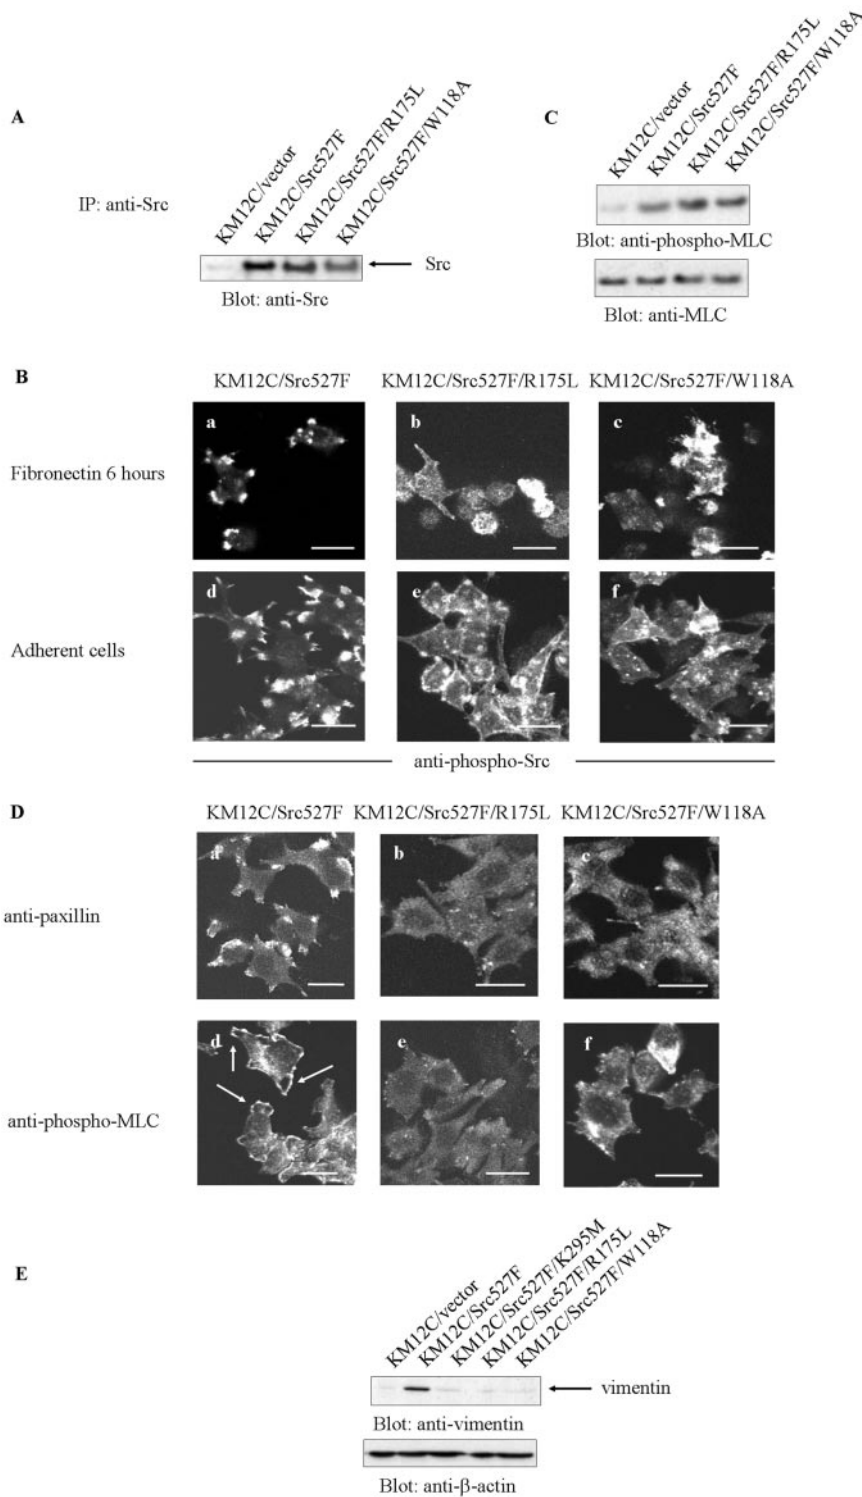 A
IP: anti-Src
KM12C/vector
KM12C/Src527F
KM12C/Src527F/R175L
KM12C/Src527F/W118A
Src
Blot: anti-Src
C
KM12C/vector
KM12C/Src527F
KM12C/Src527F/R175L
KM12C/Src527F/W118A
Blot: anti-phospho-MLC
Blot: anti-MLC
B
KM12C/Src527F KM12C/Src527F/R175L KM12C/Src527F/W118A
Fibronectin 6 hours
a b c
Adherent cells
d e f
anti-phospho-Src
D
KM12C/Src527F KM12C/Src527F/R175L KM12C/Src527F/W118A
anti-paxillin
a b c
anti-phospho-MLC
d e f
E
KM12C/vector
KM12C/Src527F
KM12C/Src527F/K295M
KM12C/Src527F/R175L
KM12C/Src527F/W118A
vimentin
Blot: anti-vimentin
Blot: anti-β-actin